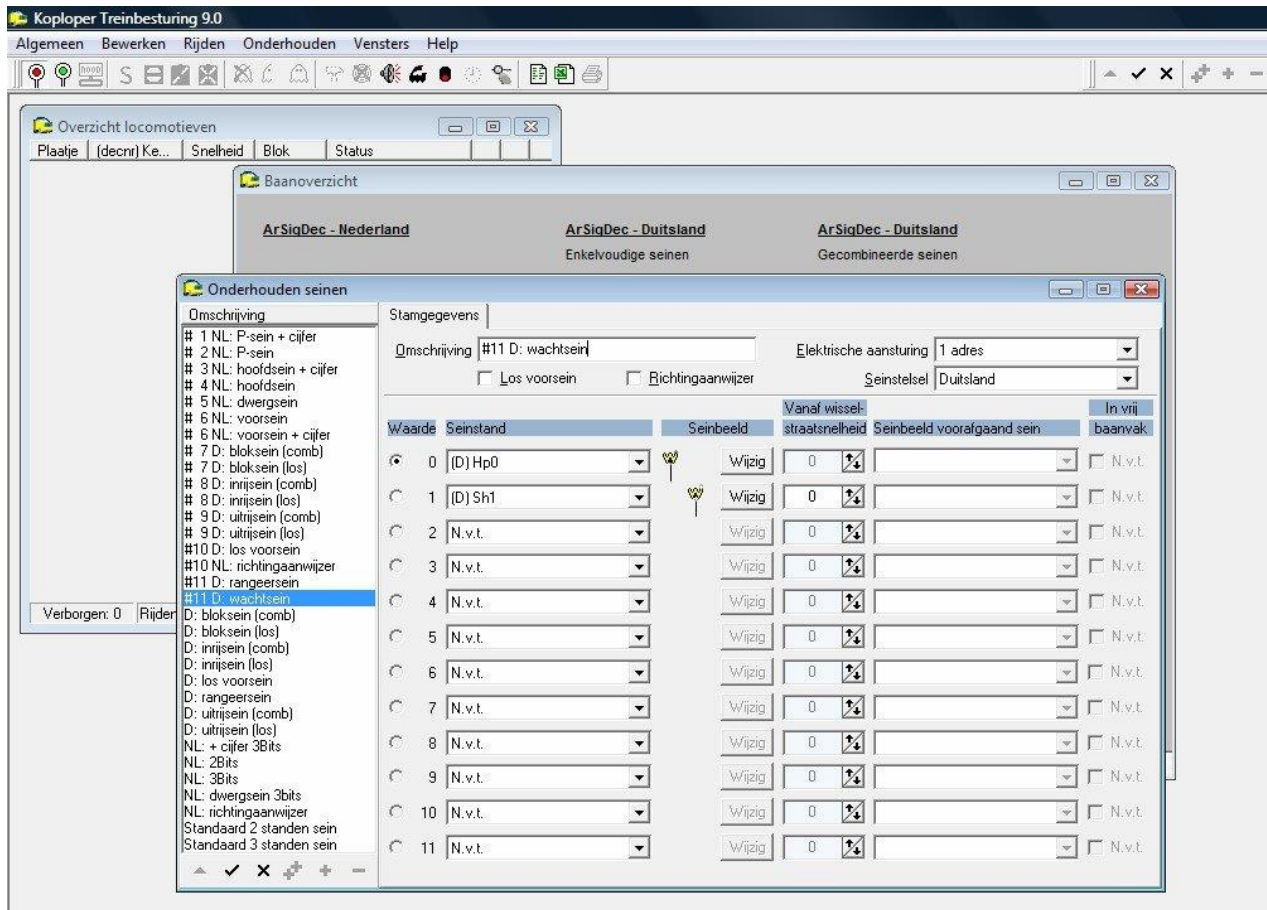 Koploper Treinbesturing 9.0
Algemeen Bewerken Rijden Onderhouden Vensters Help
Overzicht locomotieven
Plaatje (decnr) Ke... Snelheid Blok Status
Baanoverzicht
ArSigDec - Nederland ArSigDec - Duitsland ArSigDec - Duitsland
Enkelvoudige seinen Gecombineerde seinen
Verborgen: 0 Rijden
Onderhouden seinen
Omschrijving
# 1 NL: P-sein + cijfer
# 2 NL: P-sein
# 3 NL: hoofdsein + cijfer
# 4 NL: hoofdsein
# 5 NL: dwergsein
# 6 NL: voorsein
# 6 NL: voorsein + cijfer
# 7 D: bloksein (comb)
# 7 D: bloksein (los)
# 8 D: inrijsein (comb)
# 8 D: inrijsein (los)
# 9 D: uitrijsein (comb)
# 9 D: uitrijsein (los)
#10 D: los voorsein
#10 NL: richtingaanwijzer
#11 D: rangeersein
#11 D: wachtsein
D: bloksein (comb)
D: bloksein (los)
D: inrijsein (comb)
D: inrijsein (los)
D: los voorsein
D: rangeersein
D: uitrijsein (comb)
D: uitrijsein (los)
NL: + cijfer 3Bits
NL: 2Bits
NL: 3Bits
NL: dwergsein 3bits
NL: richtingaanwijzer
Standaard 2 standen sein
Standaard 3 standen sein
Stamgegevens
Omschrijving #11 D: wachtsein Elektrische aansturing 1 adres
Los voorsein Richtingaanwijzer Seinstelsel Duitsland
Vanaf wissel- In vrij
Waarde Seinstand Seinbeeld straatsnelheid Seinbeeld voorafgaand sein baanvak
0 (D) Hp0 Wijzig 0 N.v.t.
1 (D) Sh1 Wijzig 0 N.v.t.
2 N.v.t. Wijzig 0 N.v.t.
3 N.v.t. Wijzig 0 N.v.t.
4 N.v.t. Wijzig 0 N.v.t.
5 N.v.t. Wijzig 0 N.v.t.
6 N.v.t. Wijzig 0 N.v.t.
7 N.v.t. Wijzig 0 N.v.t.
8 N.v.t. Wijzig 0 N.v.t.
9 N.v.t. Wijzig 0 N.v.t.
10 N.v.t. Wijzig 0 N.v.t.
11 N.v.t. Wijzig 0 N.v.t.